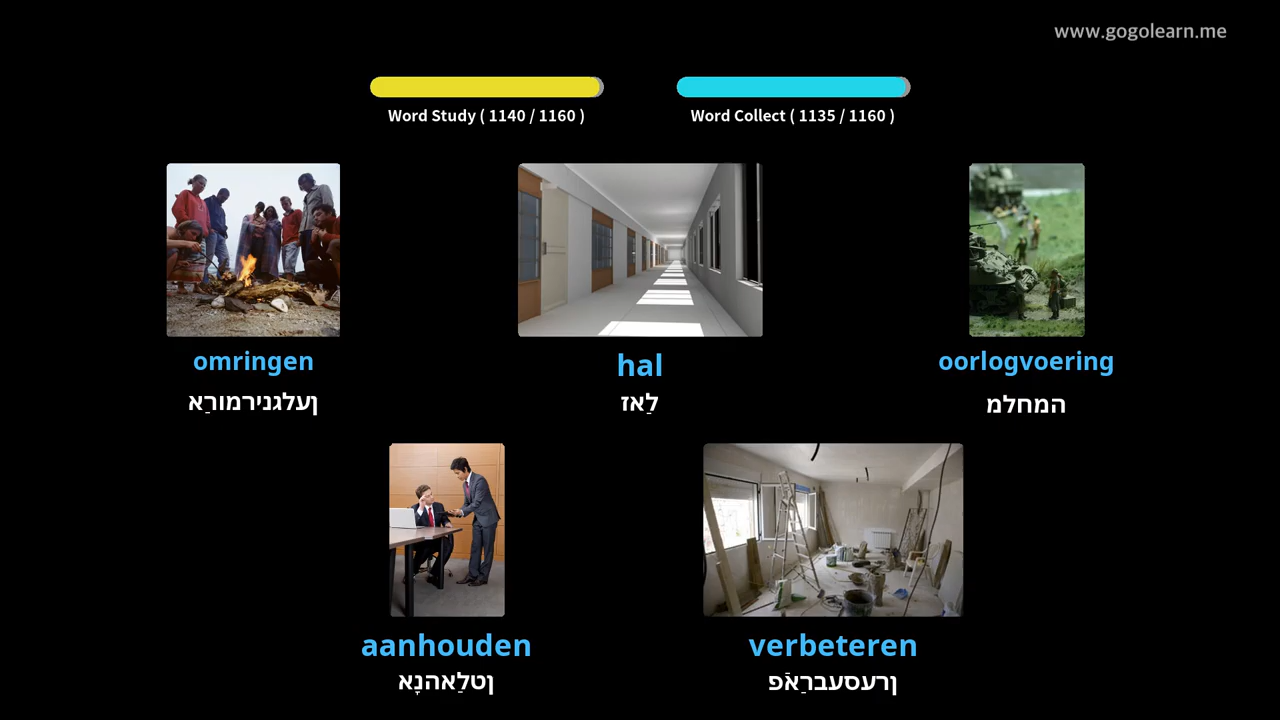 www.gogolearn.me
Word Study ( 1140 / 1160 )
Word Collect ( 1135 / 1160 )
omringen
ןעלגנירמורַא
hal
לַאז
oorlogvoering
המחלמ
aanhouden
ןטלַאהנָא
verbeteren
ןרעסעברַאֿפ